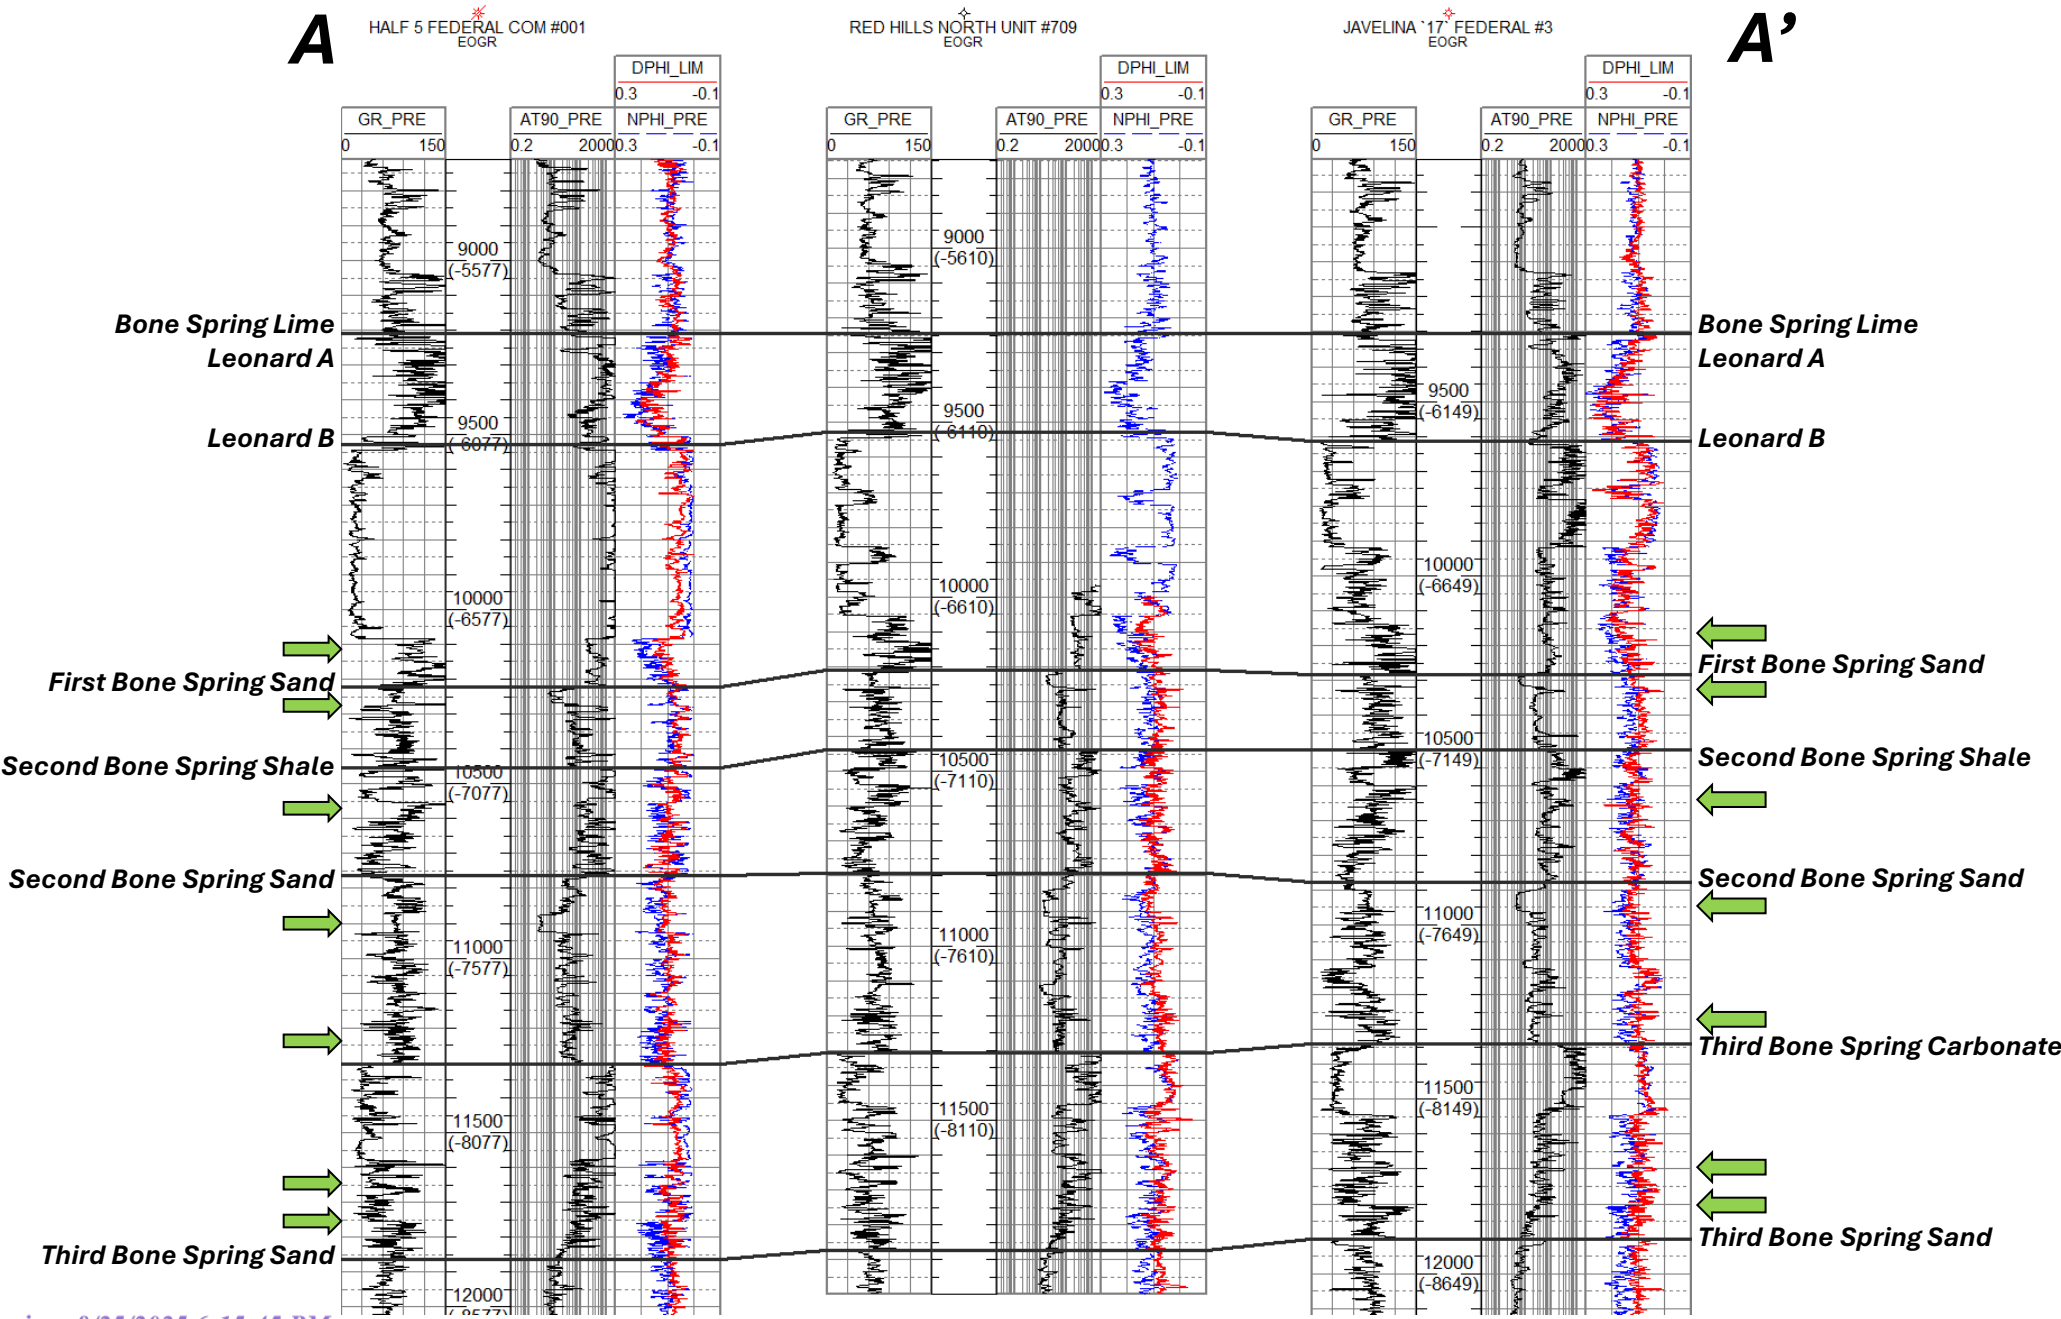 A
HALF 5 FEDERAL COM #001
EOGR
RED HILLS NORTH UNIT #709
EOGR
JAVELINA `17` FEDERAL #3
EOGR
A’
DPHI_LIM
0.3 -0.1
GR_PRE AT90_PRE NPHI_PRE
0 150 0.2 2000 0.3 -0.1
DPHI_LIM
0.3 -0.1
GR_PRE AT90_PRE NPHI_PRE
0 150 0.2 2000 0.3 -0.1
DPHI_LIM
0.3 -0.1
GR_PRE AT90_PRE NPHI_PRE
0 150 0.2 2000 0.3 -0.1
Bone Spring Lime
Leonard A
Leonard B
First Bone Spring Sand
Second Bone Spring Shale
Second Bone Spring Sand
Third Bone Spring Sand
9000
(-5577)
9500
(-6077)
10000
(-6577)
10500
(-7077)
11000
(-7577)
11500
(-8077)
12000
9000
(-5610)
9500
(-6110)
10000
(-6610)
10500
(-7110)
11000
(-7610)
11500
(-8110)
9500
(-6149)
10000
(-6649)
10500
(-7149)
11000
(-7649)
11500
(-8149)
12000
(-8649)
Bone Spring Lime
Leonard A
Leonard B
First Bone Spring Sand
Second Bone Spring Shale
Second Bone Spring Sand
Third Bone Spring Carbonate
Third Bone Spring Sand